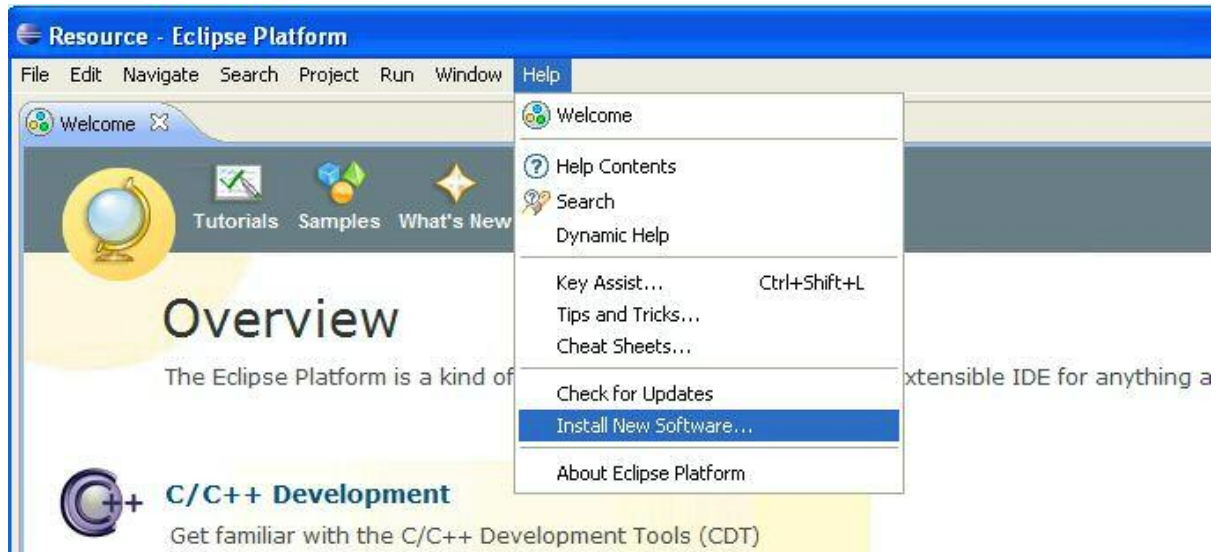 Resource - Eclipse Platform
File Edit Navigate Search Project Run Window Help
Welcome
Tutorials Samples What's New
Welcome
Help Contents
Search
Dynamic Help
Key Assist... Ctrl+Shift+L
Tips and Tricks...
Cheat Sheets...
Check for Updates
Install New Software...
About Eclipse Platform
Overview
The Eclipse Platform is a kind of xtensible IDE for anything a
C/C++ Development
Get familiar with the C/C++ Development Tools (CDT)